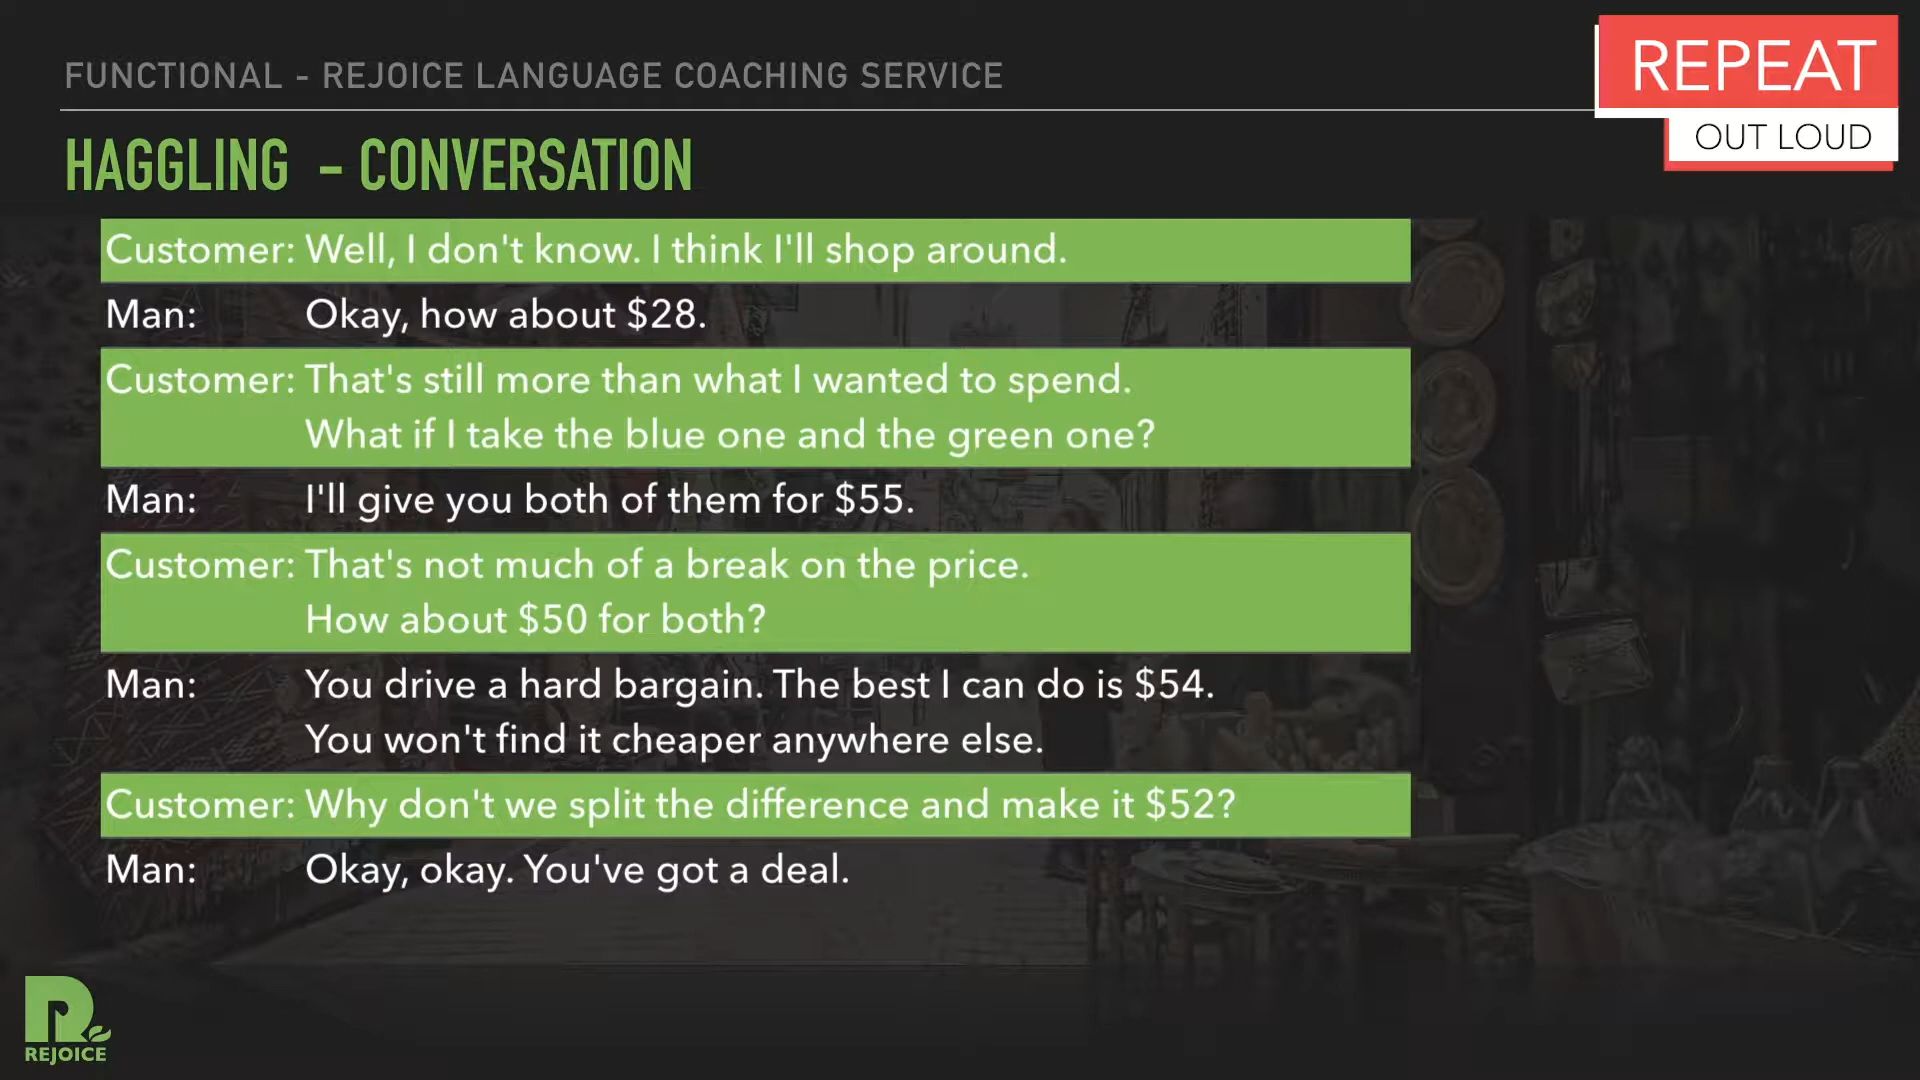 FUNCTIONAL - REJOICE LANGUAGE COACHING SERVICE
REPEAT
OUT LOUD
HAGGLING - CONVERSATION
Customer: Well, I don't know. I think I'll shop around.
Man: Okay, how about $28.
Customer: That's still more than what I wanted to spend.
What if I take the blue one and the green one?
Man: I'll give you both of them for $55.
Customer: That's not much of a break on the price.
How about $50 for both?
Man: You drive a hard bargain. The best I can do is $54.
You won't find it cheaper anywhere else.
Customer: Why don't we split the difference and make it $52?
Man: Okay, okay. You've got a deal.
REJOICE